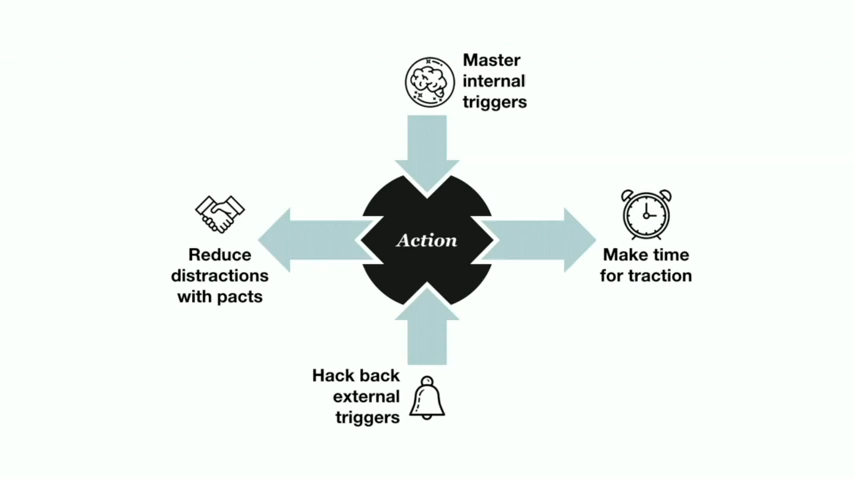 Master
internal
triggers
Reduce
distractions
with pacts
Action
Make time
for traction
Hack back
external
triggers